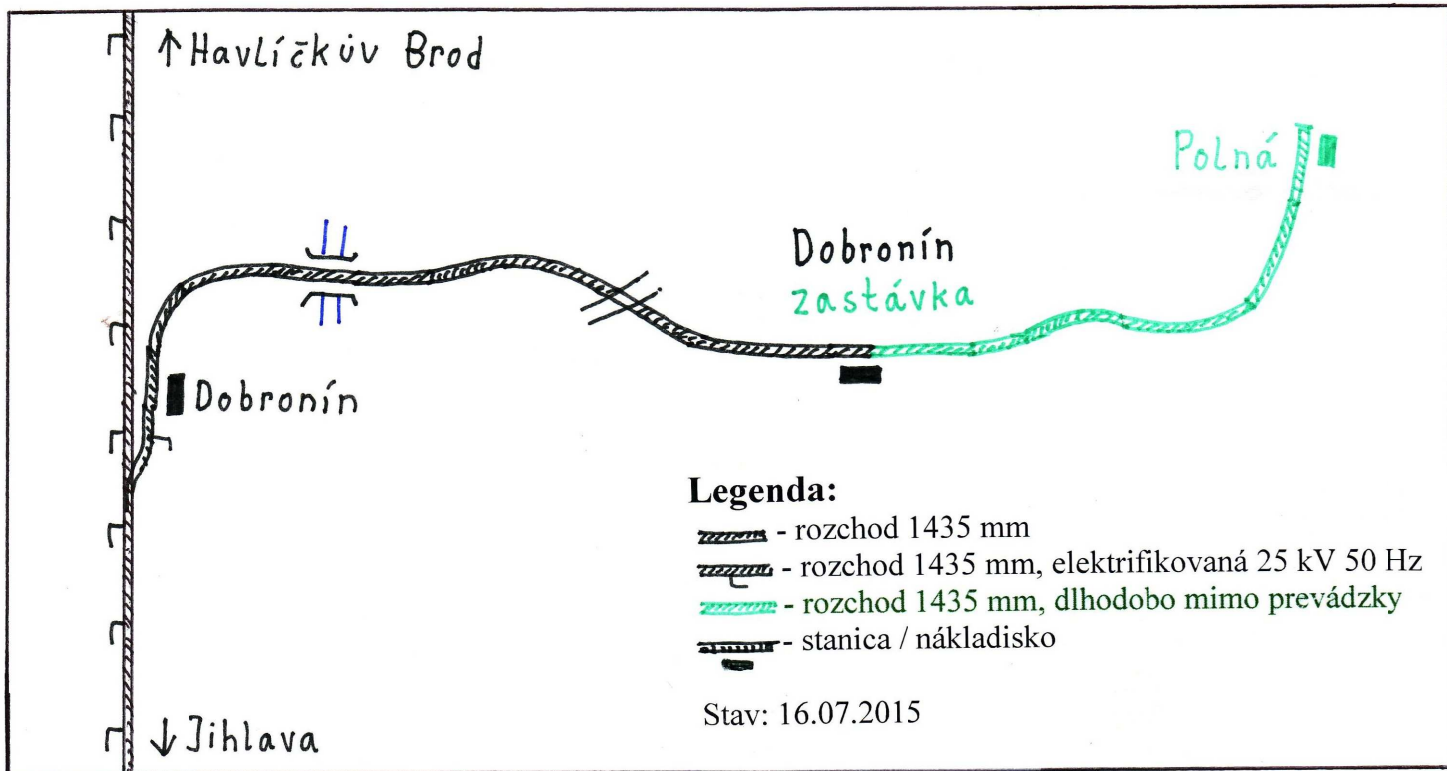 ↑Havlíčkův Brod
Polná
Dobronín
zastávka
Dobronín
Legenda:
- rozchod 1435 mm
- rozchod 1435 mm, elektrifikovaná 25 kV 50 Hz
- rozchod 1435 mm, dlhodobo mimo prevádzky
- stanica / nákladisko
Stav: 16.07.2015
↓Jihlava